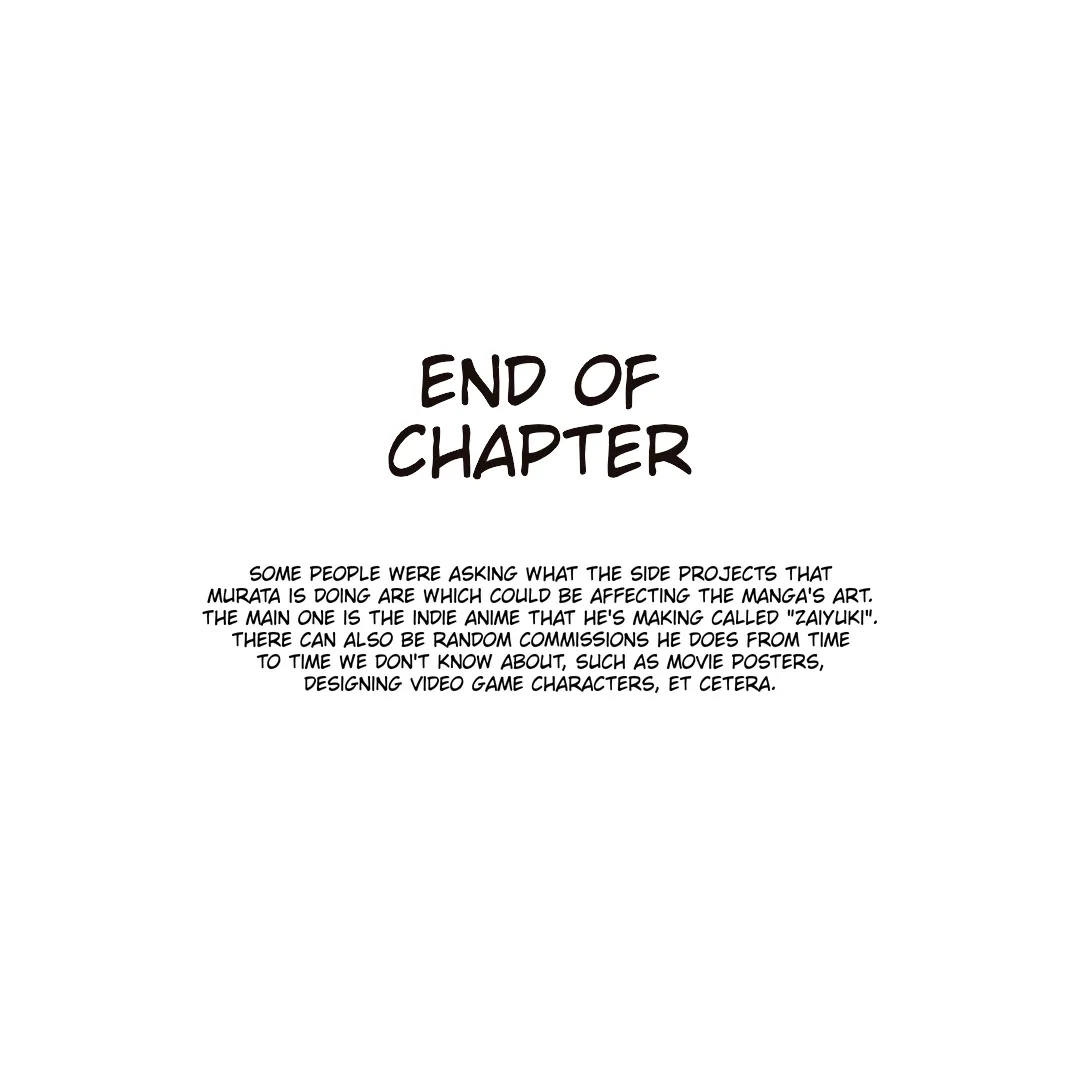 END OF
CHAPTER
SOME PEOPLE WERE ASKING WHAT THE SIDE PROJECTS THAT
MURATA IS DOING ARE WHICH COULD BE AFFECTING THE MANGA'S ART.
THE MAIN ONE IS THE INDIE ANIME THAT HE'S MAKING CALLED "ZAIYUKI".
THERE CAN ALSO BE RANDOM COMMISSIONS HE DOES FROM TIME
TO TIME WE DON'T KNOW ABOUT, SUCH AS MOVIE POSTERS,
DESIGNING VIDEO GAME CHARACTERS, ET CETERA.